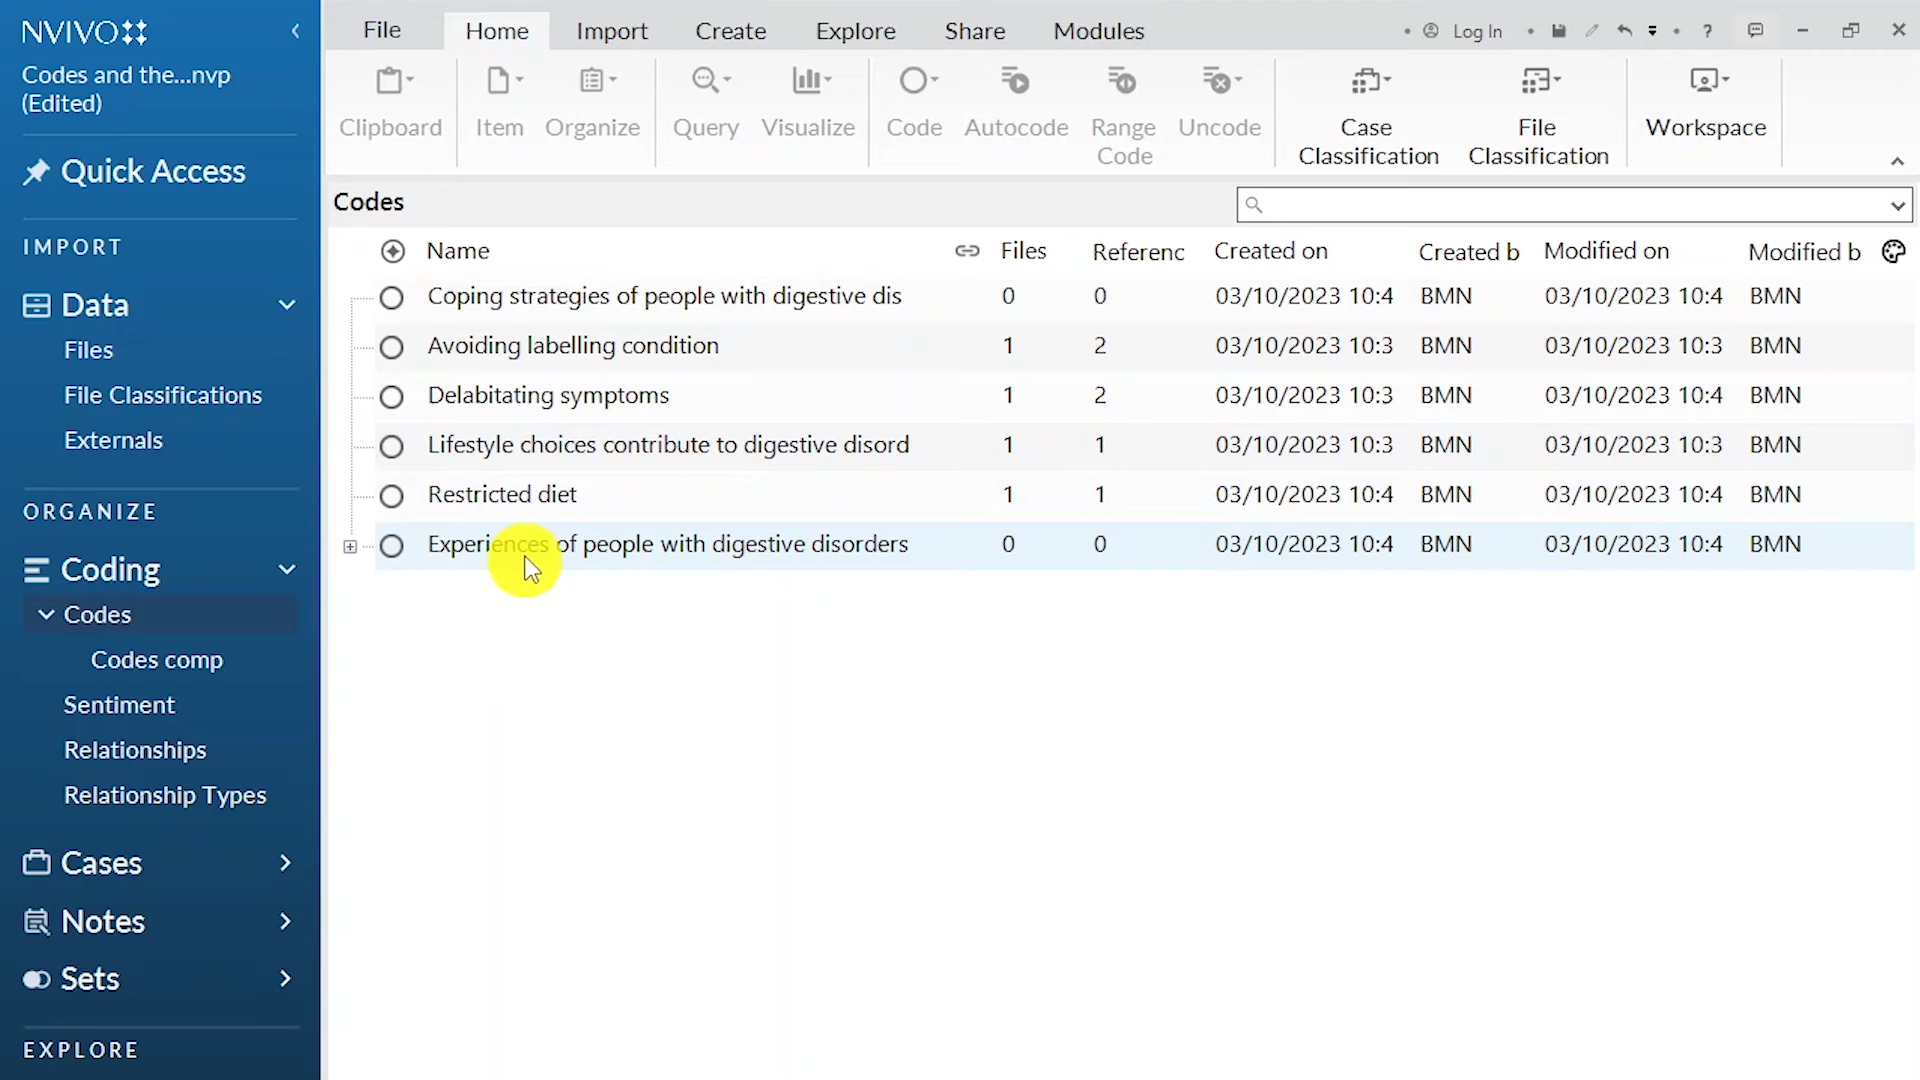 NVIVO
Codes and the...nvp
(Edited)
Quick Access
IMPORT
Data
Files
File Classifications
Externals
ORGANIZE
Coding
Codes
Codes comp
Sentiment
Relationships
Relationship Types
Cases
Notes
Sets
EXPLORE
File Home Import Create Explore Share Modules Log In ?
Clipboard Item Organize Query Visualize Code Autocode Range Code Uncode Case Classification File Classification Workspace
Codes
Name Files Referenc Created on Created b Modified on Modified b
Coping strategies of people with digestive dis 0 0 03/10/2023 10:4 BMN 03/10/2023 10:4 BMN
Avoiding labelling condition 1 2 03/10/2023 10:3 BMN 03/10/2023 10:3 BMN
Delabitating symptoms 1 2 03/10/2023 10:3 BMN 03/10/2023 10:4 BMN
Lifestyle choices contribute to digestive disord 1 1 03/10/2023 10:3 BMN 03/10/2023 10:3 BMN
Restricted diet 1 1 03/10/2023 10:4 BMN 03/10/2023 10:4 BMN
Experiences of people with digestive disorders 0 0 03/10/2023 10:4 BMN 03/10/2023 10:4 BMN